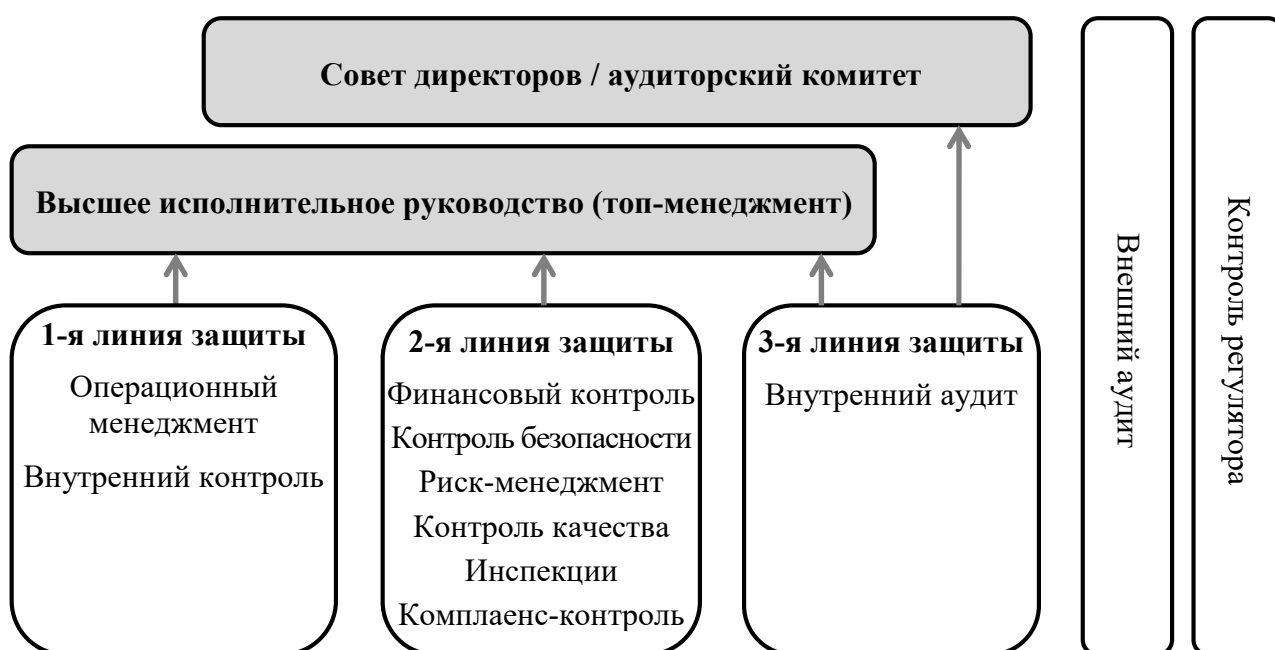 Совет директоров / аудиторский комитет
Высшее исполнительное руководство (топ-менеджмент)
1-я линия защиты
Операционный
менеджмент
Внутренний контроль
2-я линия защиты
Финансовый контроль
Контроль безопасности
Риск-менеджмент
Контроль качества
Инспекции
Комплаенс-контроль
3-я линия защиты
Внутренний аудит
Внешний аудит
Контроль регулятора